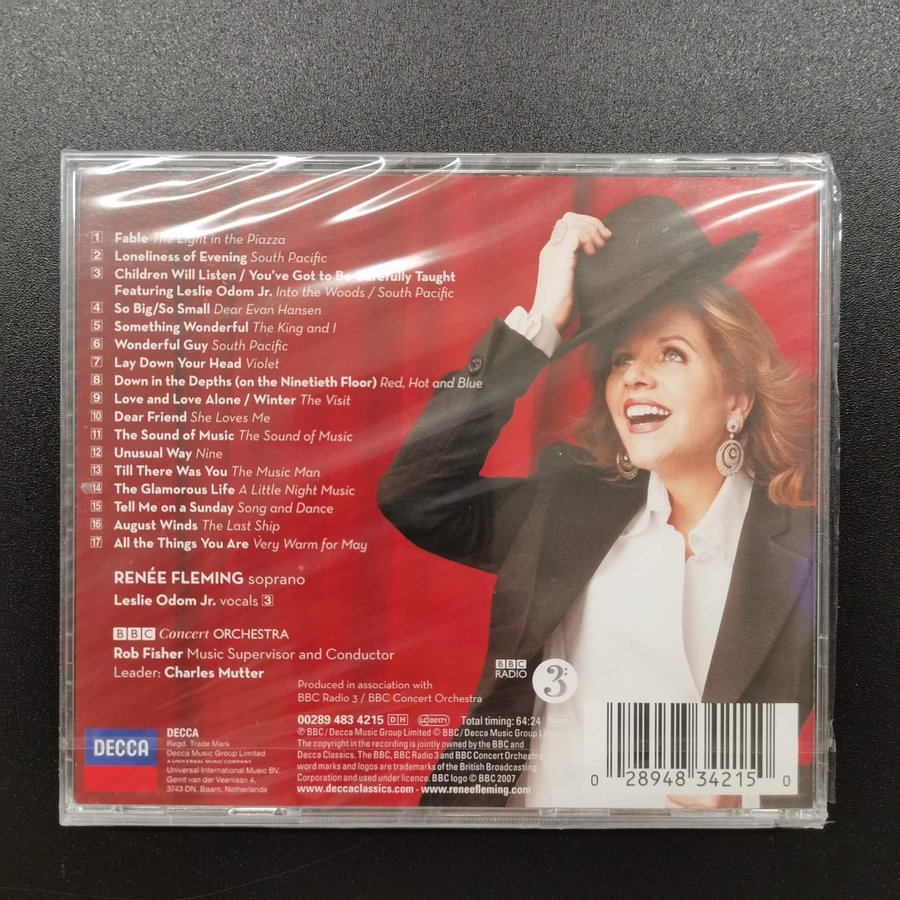 1 Fable The Light in the Piazza
2 Loneliness of Evening South Pacific
3 Children Will Listen / You've Got to Be Carefully Taught
Featuring Leslie Odom Jr. Into the Woods / South Pacific
4 So Big/So Small Dear Evan Hansen
5 Something Wonderful The King and I
6 Wonderful Guy South Pacific
7 Lay Down Your Head Violet
8 Down in the Depths (on the Ninetieth Floor) Red, Hot and Blue
9 Love and Love Alone / Winter The Visit
10 Dear Friend She Loves Me
11 The Sound of Music The Sound of Music
12 Unusual Way Nine
13 Till There Was You The Music Man
14 The Glamorous Life A Little Night Music
15 Tell Me on a Sunday Song and Dance
16 August Winds The Last Ship
17 All the Things You Are Very Warm for May
RENÉE FLEMING soprano
Leslie Odom Jr. vocals 3
BBC Concert ORCHESTRA
Rob Fisher Music Supervisor and Conductor
Leader: Charles Mutter
Produced in association with
BBC Radio 3 / BBC Concert Orchestra
BBC
RADIO
3
00289 483 4215 DH LC 00171 Total timing: 64:24
℗ BBC/ Decca Music Group Limited © BBC/ Decca Music Group Limited
The copyright in the recording is jointly owned by the BBC and
Decca Classics. The BBC, BBC Radio 3 and BBC Concert Orchestra
word marks and logos are trademarks of the British Broadcasting
Corporation and used under licence. BBC logo © BBC 2007
www.deccaclassics.com www.reneefleming.com
DECCA
DECCA
Regd. Trade Mark
Decca Music Group Limited
A UNIVERSAL MUSIC COMPANY
Universal International Music BV,
Gerrit van der Veenlaan 4,
3743 DN, Baarn, Netherlands
0 28948 34215 0